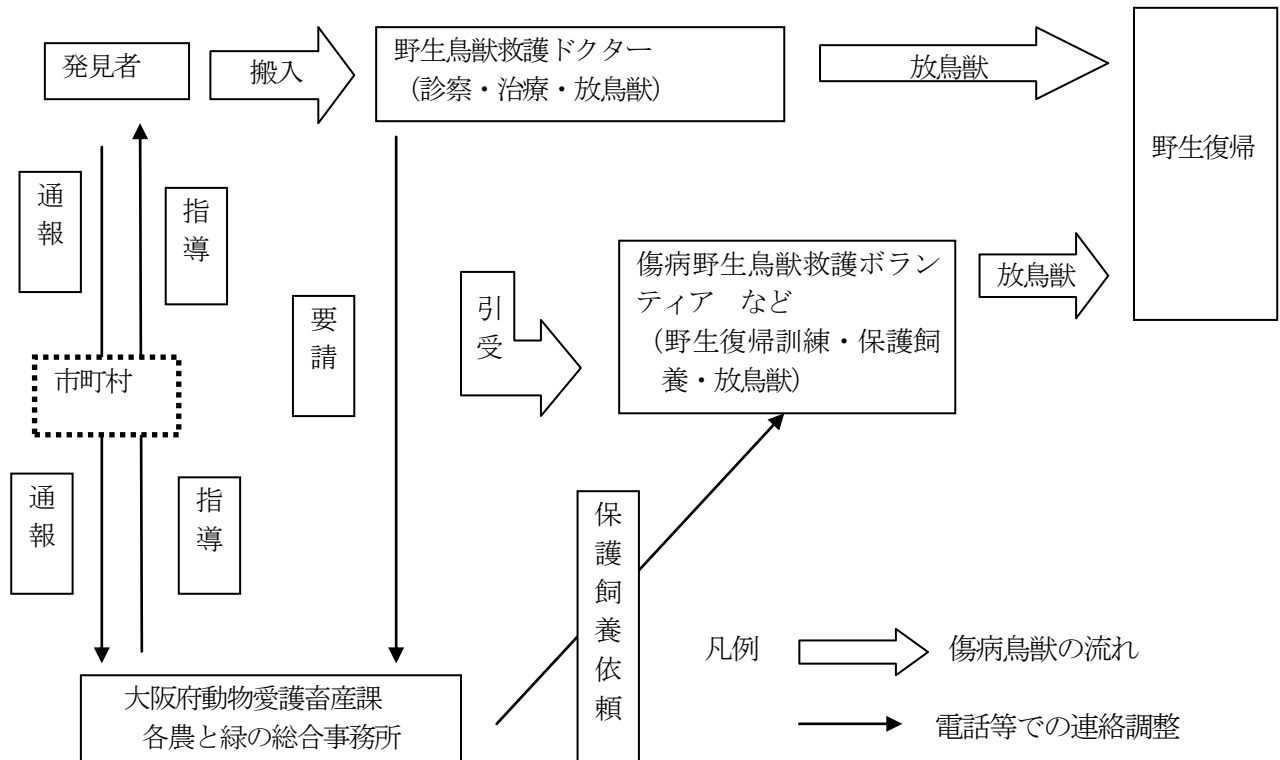 発見者
搬入
野生鳥獣救護ドクター
（診察・治療・放鳥獣）
放鳥獣
野生復帰
通報
指導
要請
引受
傷病野生鳥獣救護ボラン
ティア　など
（野生復帰訓練・保護飼
養・放鳥獣）
放鳥獣
市町村
通報
指導
保護飼養依頼
凡例
傷病鳥獣の流れ
電話等での連絡調整
大阪府動物愛護畜産課
各農と緑の総合事務所